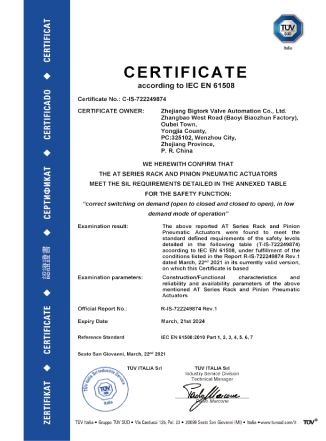 TÜV
SÜD
Italia
ZERTIFIKAT ◆ CERTIFICATE ◆ 認證證書 ◆ СЕРТИФИКАТ ◆ CERTIFICADO ◆ CERTIFICAT
CERTIFICATE
according to IEC EN 61508
Certificate No.: C-IS-722249874
CERTIFICATE OWNER: Zhejiang Bigtork Valve Automation Co., Ltd.
Zhangbao West Road (Baoyi Biaozhun Factory),
Oubei Town,
Yongjia County,
PC:325102, Wenzhou City,
Zhejiang Province,
P. R. China
WE HEREWITH CONFIRM THAT
THE AT SERIES RACK AND PINION PNEUMATIC ACTUATORS
MEET THE SIL REQUIREMENTS DETAILED IN THE ANNEXED TABLE
FOR THE SAFETY FUNCTION:
"correct switching on demand (open to closed and closed to open), in low
demand mode of operation"
Examination result: The above reported AT Series Rack and Pinion
Pneumatic Actuators were found to meet the
standard defined requirements of the safety levels
detailed in the following table (T-IS-722249874)
according to IEC EN 61508, under fulfillment of the
conditions listed in the Report R-IS-722249874 Rev.1
dated March, 22nd 2021 in its currently valid version,
on which this Certificate is based
Examination parameters: Construction/Functional characteristics and
reliability and availability parameters of the above
mentioned AT Series Rack and Pinion Pneumatic
Actuators
Official Report No.: R-IS-722249874 Rev.1
Expiry Date March, 21st 2024
Reference Standard IEC EN 61508:2010 Part 1, 2, 3, 4, 5, 6, 7
Sesto San Giovanni, March, 22nd 2021
TÜV ITALIA Srl TÜV ITALIA Srl
Industry Service Division
Technical Manager
TÜV Italia • Gruppo TÜV SÜD • Via Carducci 125, Pal. 23 • 20099 Sesto San Giovanni (MI) • Italia • www.tuvsud.com/it TÜV®